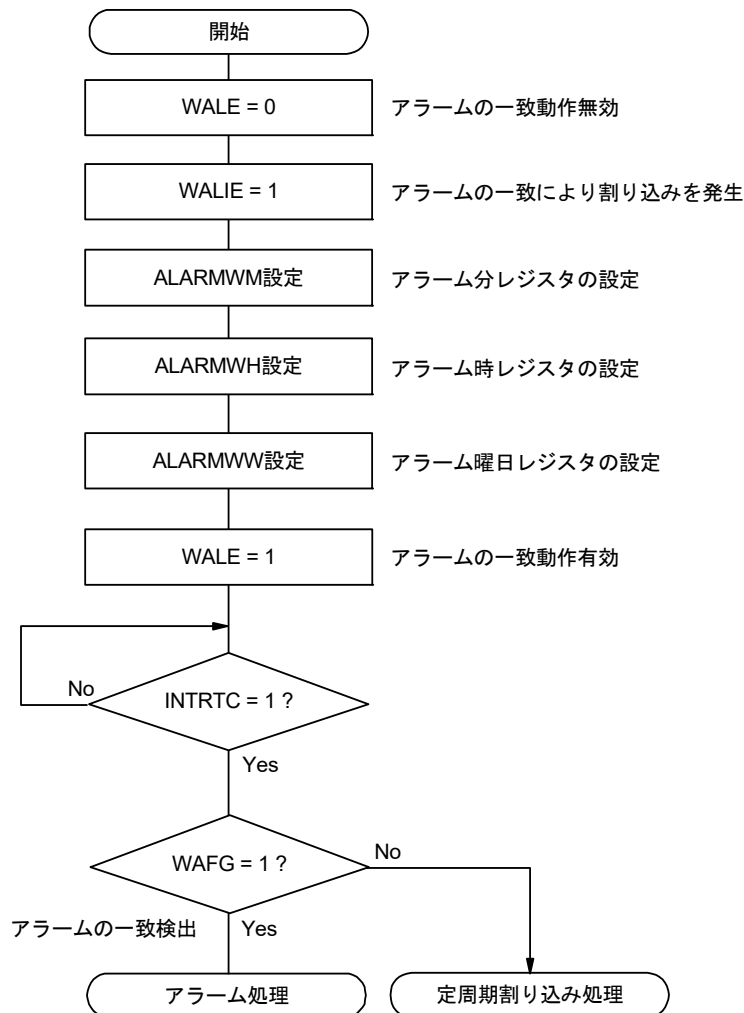 開始
WALE = 0
アラームの一致動作無効
WALIE = 1
アラームの一致により割り込みを発生
ALARMWM設定
アラーム分レジスタの設定
ALARMWH設定
アラーム時レジスタの設定
ALARMWW設定
アラーム曜日レジスタの設定
WALE = 1
アラームの一致動作有効
No
INTRTC = 1 ?
Yes
WAFG = 1 ?
No
アラームの一致検出
Yes
アラーム処理
定周期割り込み処理